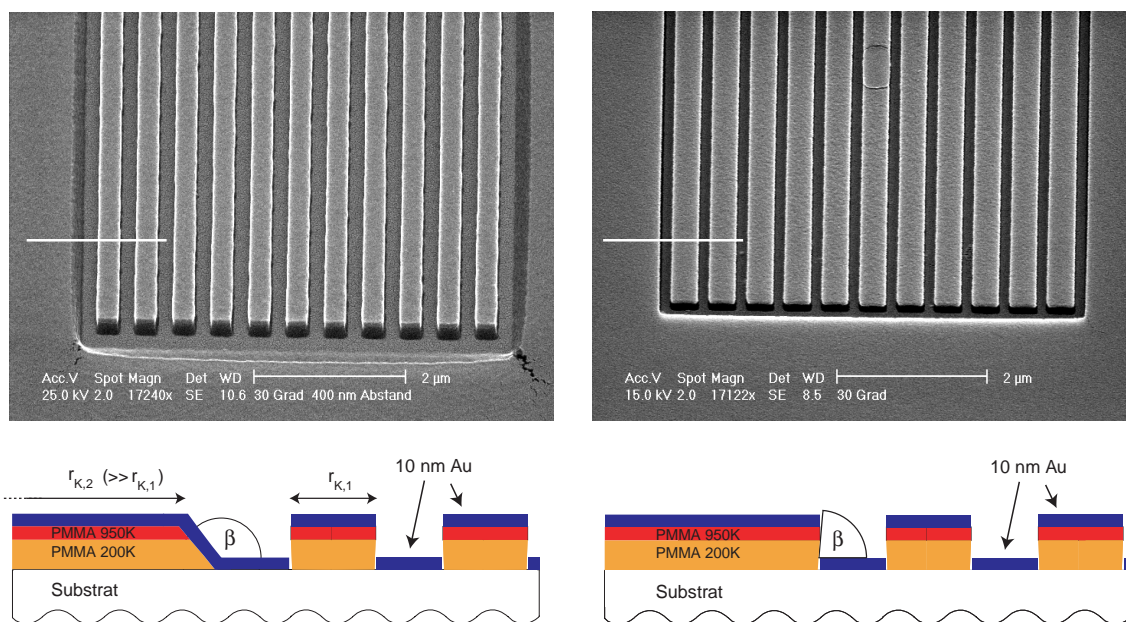 Acc.V Spot Magn Det WD 2 µm
25.0 kV 2.0 17240x SE 10.6 30 Grad 400 nm Abstand
Acc.V Spot Magn Det WD 2 µm
15.0 kV 2.0 17122x SE 8.5 30 Grad
r_K,2 (>> r_K,1)
r_K,1
10 nm Au
PMMA 950K
β
PMMA 200K
Substrat
10 nm Au
PMMA 950K
β
PMMA 200K
Substrat